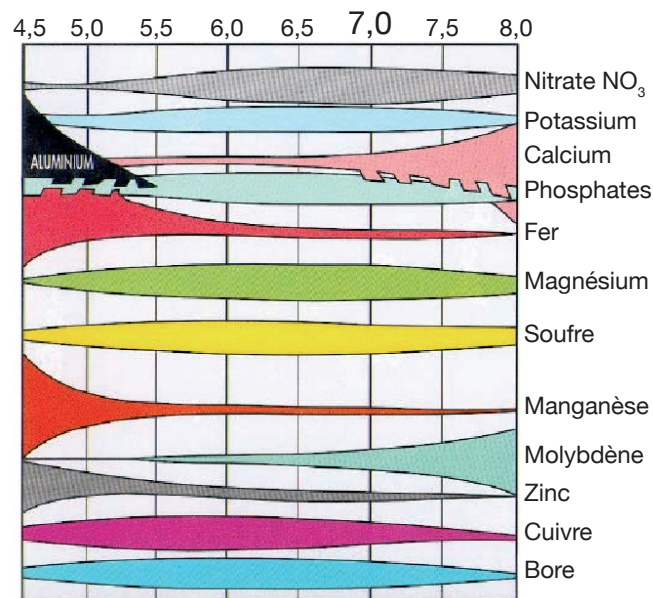 4,5 5,0 5,5 6,0 6,5 7,0 7,5 8,0
Nitrate NO3
Potassium
ALUMINIUM
Calcium
Phosphates
Fer
Magnésium
Soufre
Manganèse
Molybdène
Zinc
Cuivre
Bore